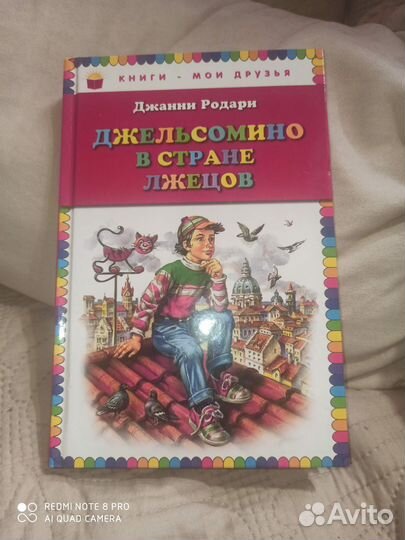 КНИГИ - МОИ ДРУЗЬЯ
Джанни Родари
ДЖЕЛЬСОМИНО
В СТРАНЕ
ЛЖЕЦОВ
REDMI NOTE 8 PRO
AI QUAD CAMERA
Avito